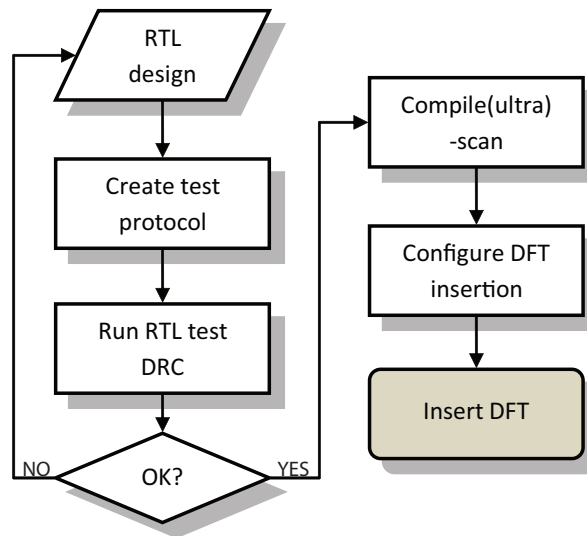 RTL
design
Create test
protocol
Run RTL test
DRC
OK?
NO
YES
Compile(ultra)
-scan
Configure DFT
insertion
Insert DFT